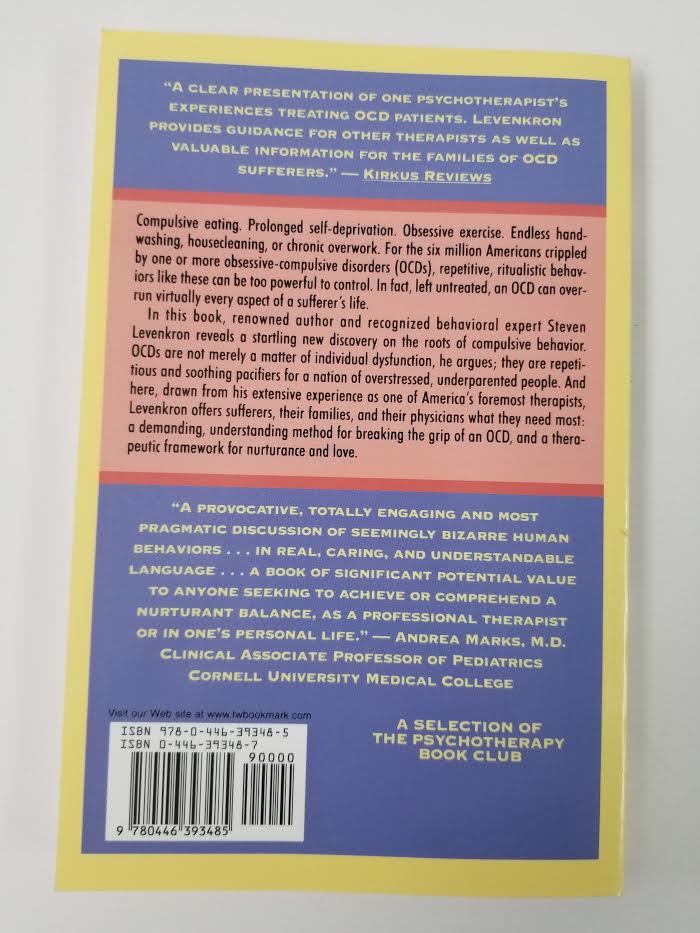 “A CLEAR PRESENTATION OF ONE PSYCHOTHERAPIST’S
EXPERIENCES TREATING OCD PATIENTS. LEVENKRON
PROVIDES GUIDANCE FOR OTHER THERAPISTS AS WELL AS
VALUABLE INFORMATION FOR THE FAMILIES OF OCD
SUFFERERS.” — KIRKUS REVIEWS
Compulsive eating. Prolonged self-deprivation. Obsessive exercise. Endless hand-
washing, housecleaning, or chronic overwork. For the six million Americans crippled
by one or more obsessive-compulsive disorders (OCDs), repetitive, ritualistic behav-
iors like these can be too powerful to control. In fact, left untreated, an OCD can over-
run virtually every aspect of a sufferer’s life.
In this book, renowned author and recognized behavioral expert Steven
Levenkron reveals a startling new discovery on the roots of compulsive behavior.
OCDs are not merely a matter of individual dysfunction, he argues; they are repeti-
tious and soothing pacifiers for a nation of overstressed, underparented people. And
here, drawn from his extensive experience as one of America’s foremost therapists,
Levenkron offers sufferers, their families, and their physicians what they need most:
a demanding, understanding method for breaking the grip of an OCD, and a thera-
peutic framework for nurturance and love.
“A PROVOCATIVE, TOTALLY ENGAGING AND MOST
PRAGMATIC DISCUSSION OF SEEMINGLY BIZARRE HUMAN
BEHAVIORS . . . IN REAL, CARING, AND UNDERSTANDABLE
LANGUAGE . . . A BOOK OF SIGNIFICANT POTENTIAL VALUE
TO ANYONE SEEKING TO ACHIEVE OR COMPREHEND A
NURTURANT BALANCE, AS A PROFESSIONAL THERAPIST
OR IN ONE’S PERSONAL LIFE.” — ANDREA MARKS, M.D.
CLINICAL ASSOCIATE PROFESSOR OF PEDIATRICS
CORNELL UNIVERSITY MEDICAL COLLEGE
Visit our Web site at www.twbookmark.com
ISBN 978-0-446-39348-5
ISBN 0-446-39348-7
90000
9 780446 393485
A SELECTION OF
THE PSYCHOTHERAPY
BOOK CLUB